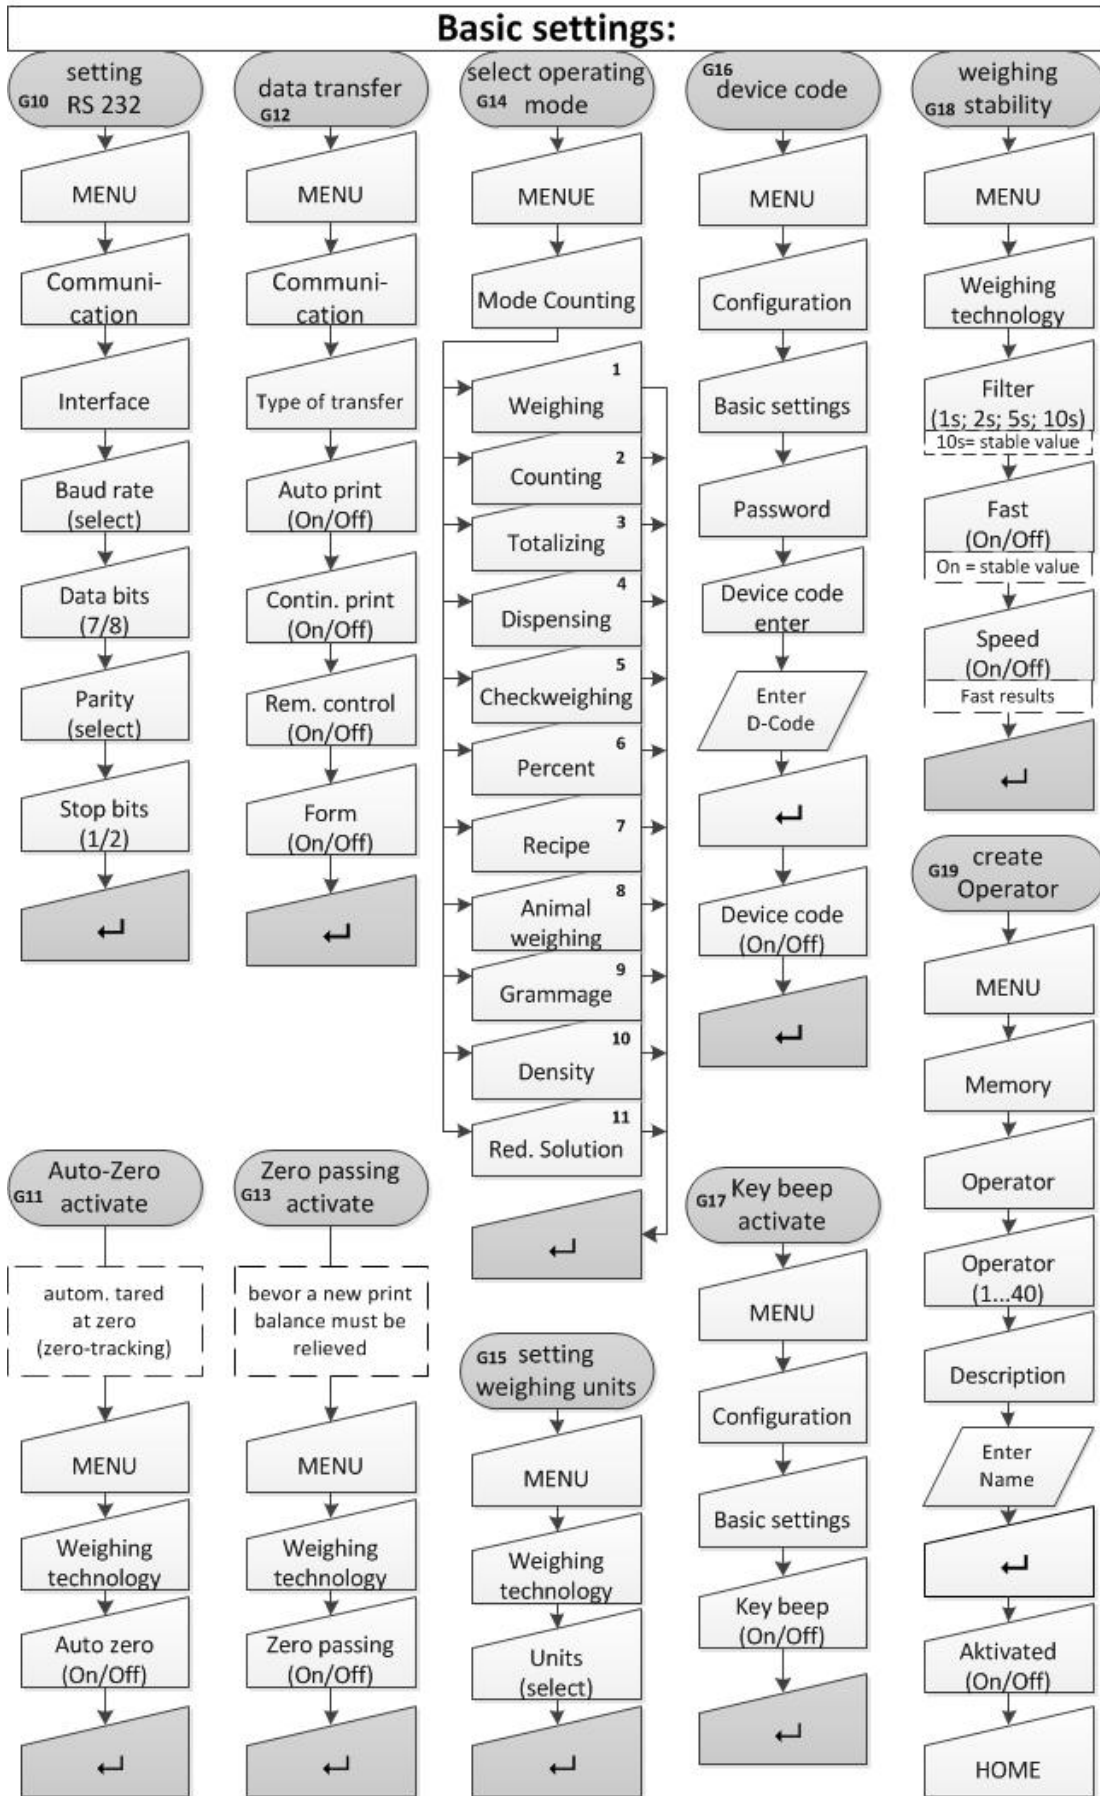 Basic settings:
setting
G10 RS 232
MENU
Communi-
cation
Interface
Baud rate
(select)
Data bits
(7/8)
Parity
(select)
Stop bits
(1/2)
↵
G11 Auto-Zero
activate
autom. tared
at zero
(zero-tracking)
MENU
Weighing
technology
Auto zero
(On/Off)
↵
data transfer
G12
MENU
Communi-
cation
Type of transfer
Auto print
(On/Off)
Contin. print
(On/Off)
Rem. control
(On/Off)
Form
(On/Off)
↵
Zero passing
G13 activate
bevor a new print
balance must be
relieved
MENU
Weighing
technology
Zero passing
(On/Off)
↵
select operating
G14 mode
MENUE
Mode Counting
1
Weighing
2
Counting
3
Totalizing
4
Dispensing
5
Checkweighing
6
Percent
7
Recipe
8
Animal
weighing
9
Grammage
10
Density
11
Red. Solution
↵
G15 setting
weighing units
MENU
Weighing
technology
Units
(select)
↵
G16
device code
MENU
Configuration
Basic settings
Password
Device code
enter
Enter
D-Code
↵
Device code
(On/Off)
↵
G17 Key beep
activate
MENU
Configuration
Basic settings
Key beep
(On/Off)
↵
weighing
G18 stability
MENU
Weighing
technology
Filter
(1s; 2s; 5s; 10s)
10s= stable value
Fast
(On/Off)
On = stable value
Speed
(On/Off)
Fast results
↵
G19 create
Operator
MENU
Memory
Operator
Operator
(1...40)
Description
Enter
Name
↵
Aktivated
(On/Off)
HOME